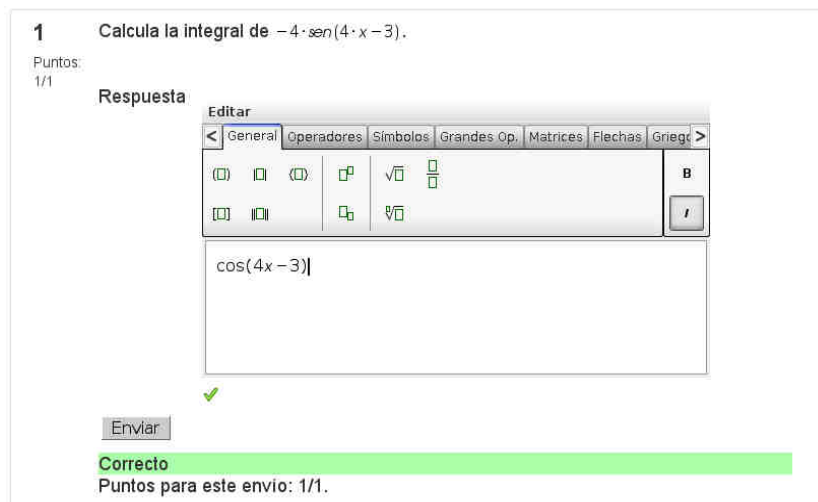 1 Calcula la integral de −4·sen(4·x−3).
Puntos:
1/1
Respuesta
Editar
< General Operadores Símbolos Grandes Op. Matrices Flechas Grieg >
B
I
cos(4x−3)
Enviar
Correcto
Puntos para este envío: 1/1.